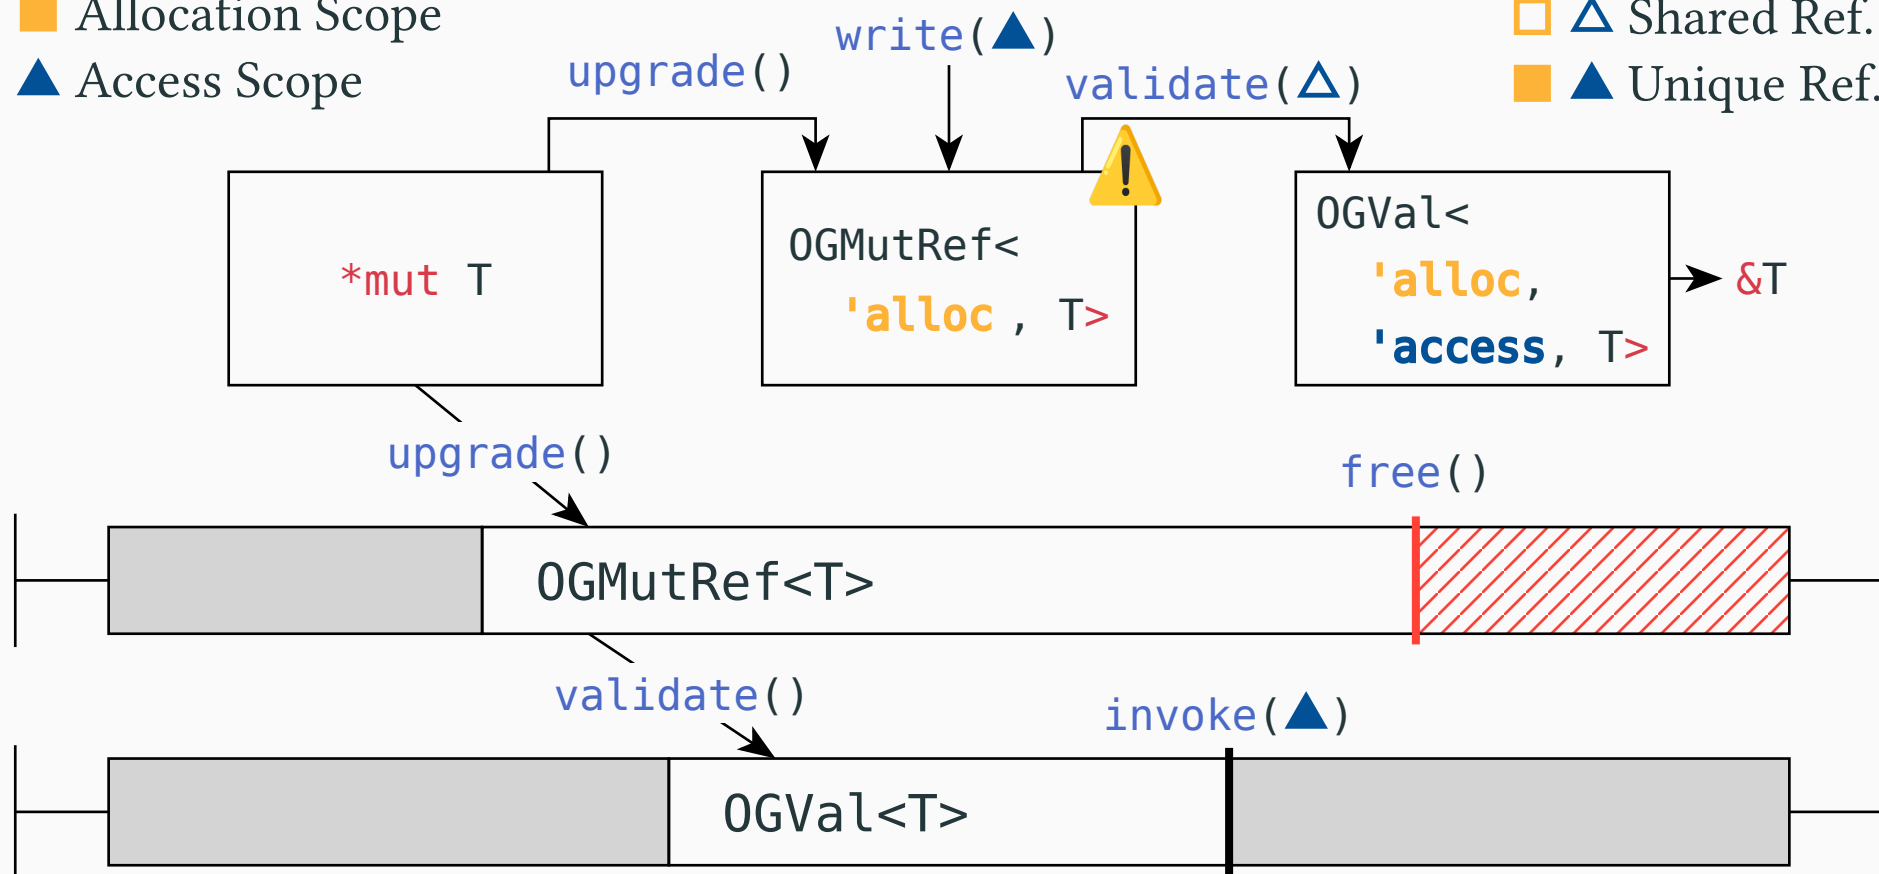 Allocation Scope
Access Scope
Shared Ref.
Unique Ref.
upgrade()
write(▲)
validate(△)
*mut T
OGMutRef<
'alloc , T>
OGVal<
'alloc,
'access, T>
&T
upgrade()
free()
OGMutRef<T>
validate()
invoke(▲)
OGVal<T>